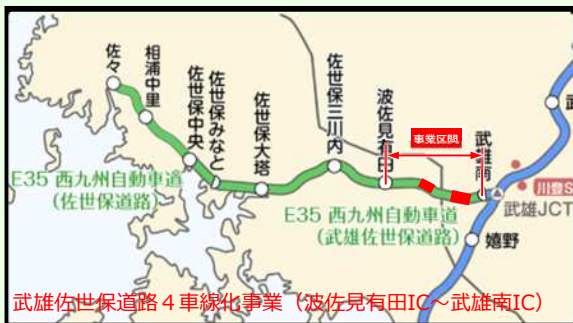 佐々
相浦中里
佐世保中央
佐世保みなと
佐世保大塔
佐世保三川内
波佐見有田
事業区間
武雄南
武
E35 西九州自動車道
(佐世保道路)
E35 西九州自動車道
(武雄佐世保道路)
川登S
武雄JCT
嬉野
武雄佐世保道路４車線化事業（波佐見有田IC～武雄南IC）